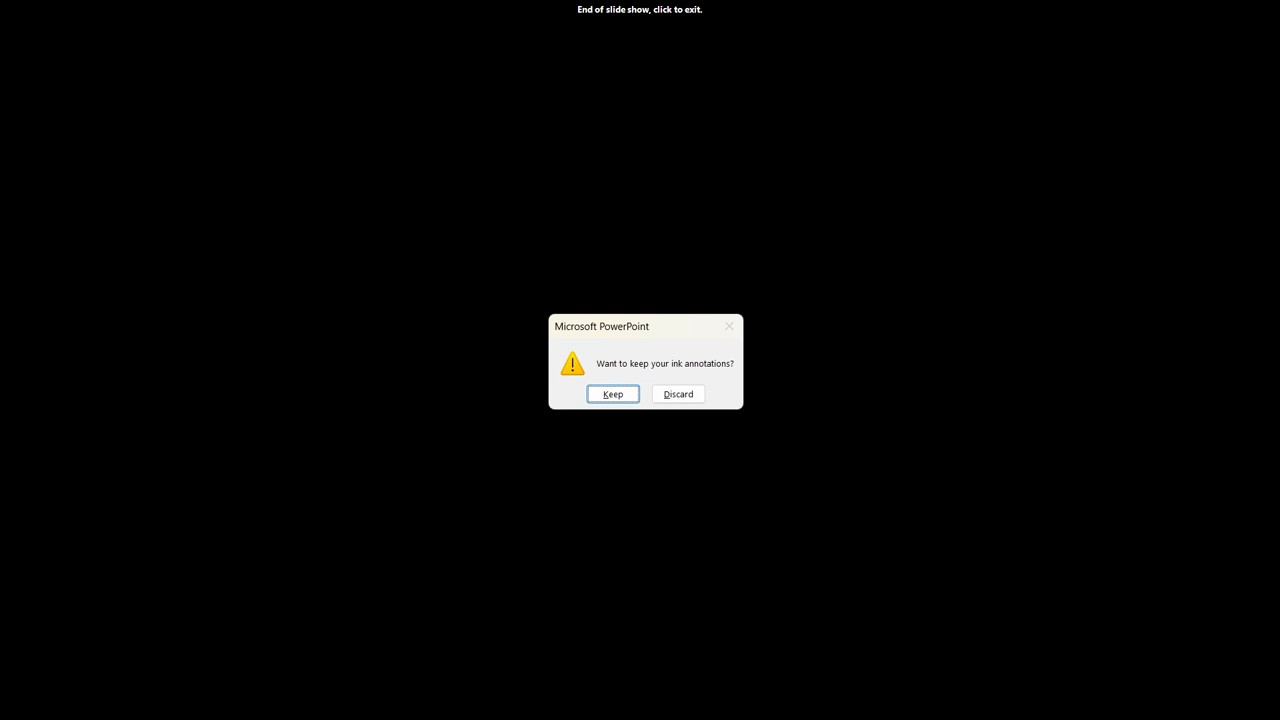 End of slide show, click to exit.
Microsoft PowerPoint
Want to keep your ink annotations?
Keep
Discard